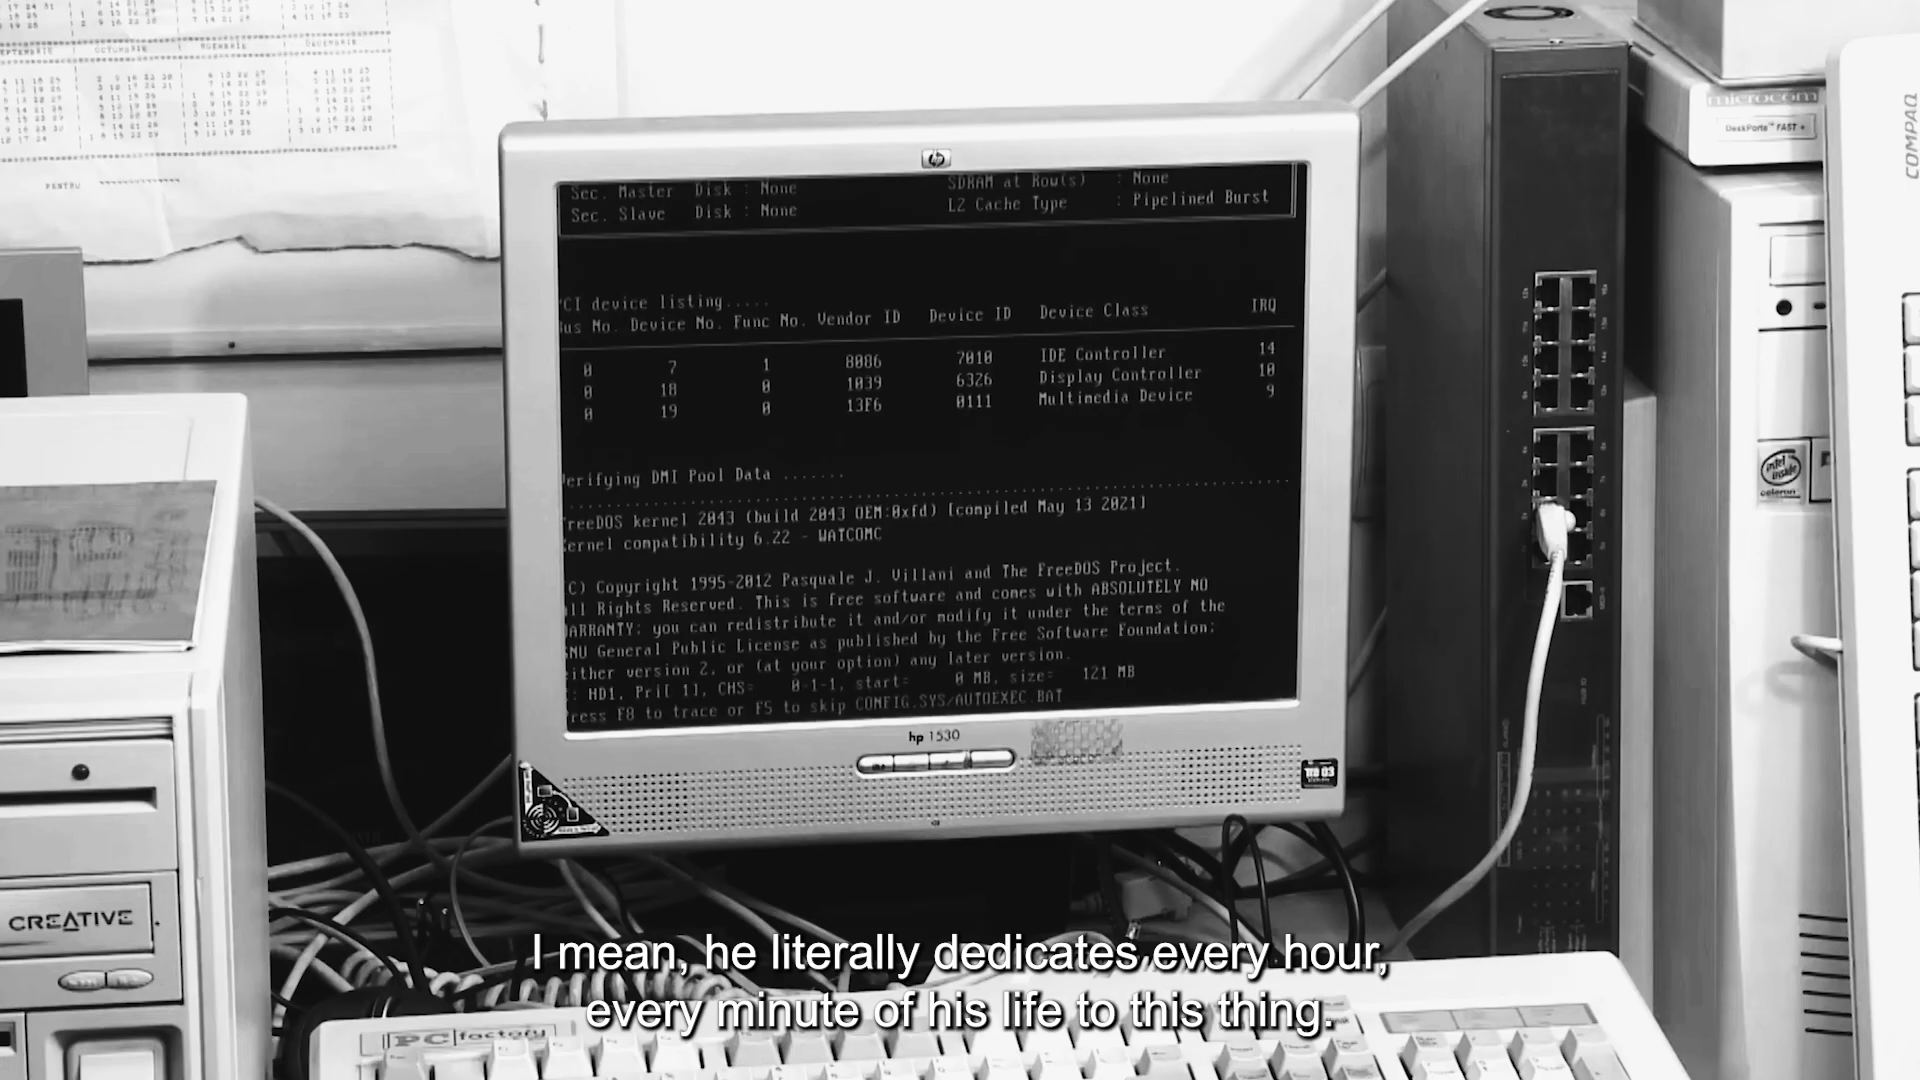 OCTOMBRIE NOEMBRIE DECEMBRIE
PENTRU
microcom
DeskPorte™ FAST +
COMPAQ
hp
Sec. Master Disk : None SDRAM at Row(s) : None
Sec. Slave Disk : None L2 Cache Type : Pipelined Burst
CI device listing.....
us No. Device No. Func No. Vendor ID Device ID Device Class IRQ
0 7 1 8086 7010 IDE Controller 14
0 18 0 1039 6326 Display Controller 10
0 19 0 13F6 0111 Multimedia Device 9
erifying DMI Pool Data .......
reeDOS kernel 2043 (build 2043 OEM:0xfd) [compiled May 13 2021]
ernel compatibility 6.22 - WATCOMC
C) Copyright 1995-2012 Pasquale J. Villani and The FreeDOS Project.
ll Rights Reserved. This is free software and comes with ABSOLUTELY NO
ARRANTY; you can redistribute it and/or modify it under the terms of the
NU General Public License as published by the Free Software Foundation;
ither version 2, or (at your option) any later version.
: HD1, Pri[ 1], CHS= 0-1-1, start= 0 MB, size= 121 MB
ress F8 to trace or F5 to skip CONFIG.SYS/AUTOEXEC.BAT
hp 1530
TCO 03
intel inside
celeron
CREATIVE
I mean, he literally dedicates every hour,
every minute of his life to this thing.
PC factory